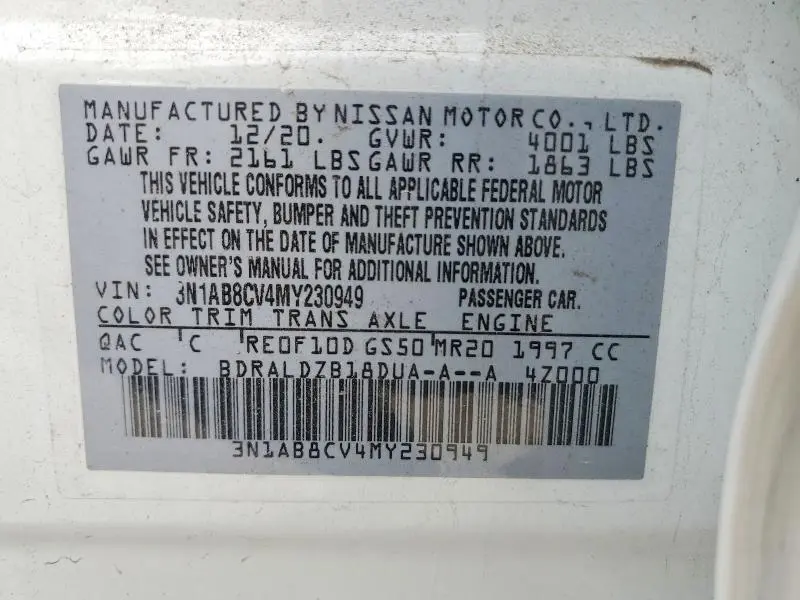 MANUFACTURED BY NISSAN MOTOR CO., LTD.
DATE: 12/20. GVWR: 4001 LBS
GAWR FR: 2161 LBS GAWR RR: 1863 LBS
THIS VEHICLE CONFORMS TO ALL APPLICABLE FEDERAL MOTOR
VEHICLE SAFETY, BUMPER AND THEFT PREVENTION STANDARDS
IN EFFECT ON THE DATE OF MANUFACTURE SHOWN ABOVE.
SEE OWNER'S MANUAL FOR ADDITIONAL INFORMATION.
VIN: 3N1AB8CV4MY230949 PASSENGER CAR.
COLOR TRIM TRANS AXLE ENGINE
QAC C RE0F10D GS50 MR20 1997 CC
MODEL: BDRALDZB18DUA-A--A 4Z000
3N1AB8CV4MY230949